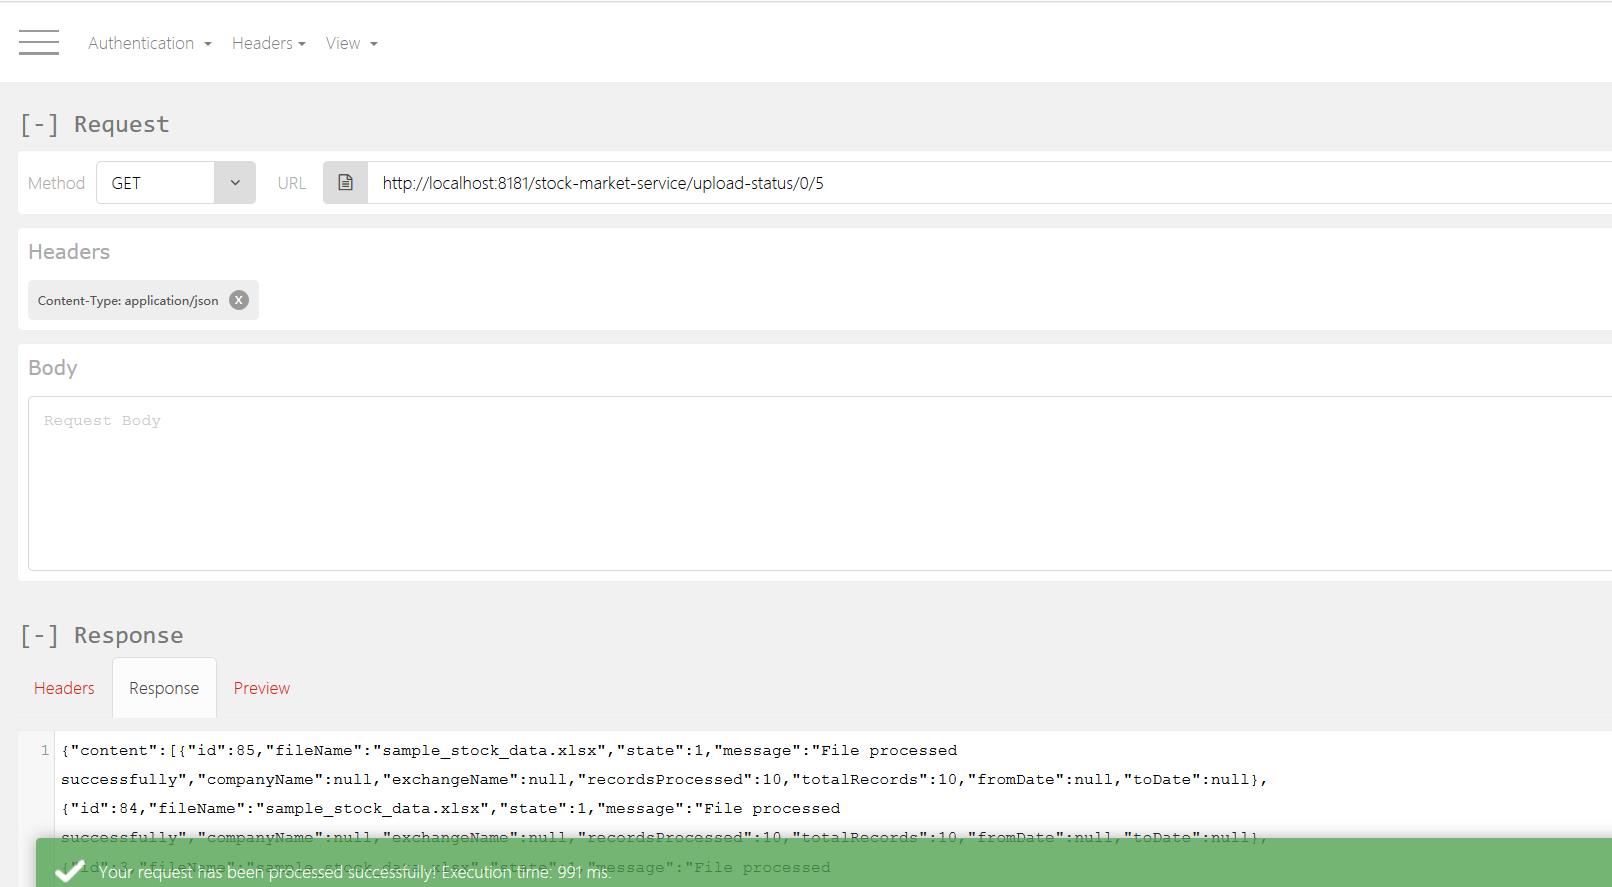 Authentication Headers View
[-] Request
Method GET URL http://localhost:8181/stock-market-service/upload-status/0/5
Headers
Content-Type: application/json X
Body
Request Body
[-] Response
Headers Response Preview
1 {"content":[{"id":85,"fileName":"sample_stock_data.xlsx","state":1,"message":"File processed
successfully","companyName":null,"exchangeName":null,"recordsProcessed":10,"totalRecords":10,"fromDate":null,"toDate":null},
{"id":84,"fileName":"sample_stock_data.xlsx","state":1,"message":"File processed
successfully","companyName":null,"exchangeName":null,"recordsProcessed":10,"totalRecords":10,"fromDate":null,"toDate":null},
{"id":3,"fileName":"sample_stock_data.xlsx","state":1,"message":"File processed
Your request has been processed successfully! Execution time: 991 ms.